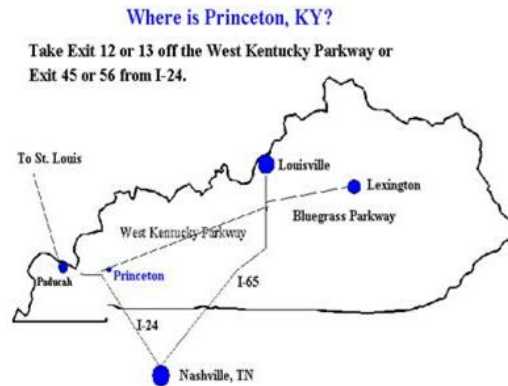 Where is Princeton, KY?
Take Exit 12 or 13 off the West Kentucky Parkway or
Exit 45 or 56 from I-24.
To St. Louis
Louisville
Lexington
Bluegrass Parkway
West Kentucky Parkway
Paducah
Princeton
I-65
I-24
Nashville, TN